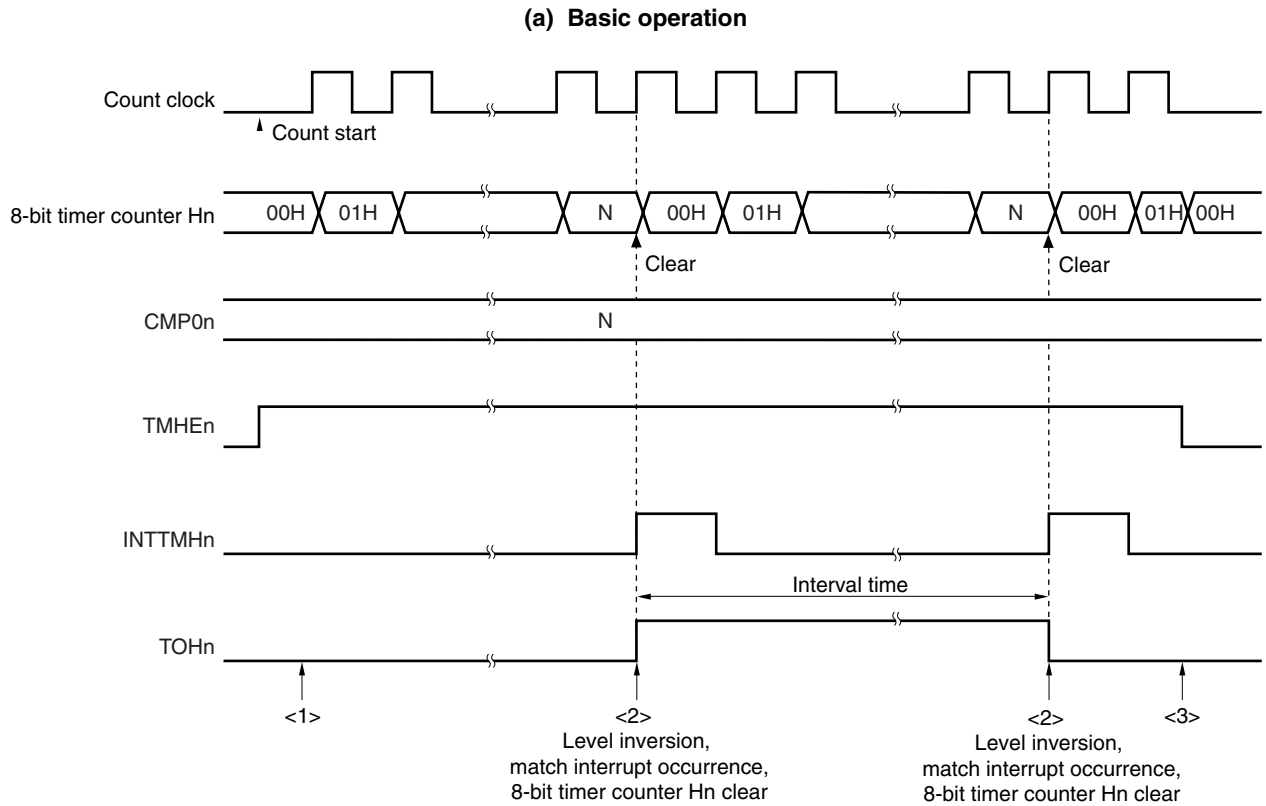 (a) Basic operation
Count clock
Count start
8-bit timer counter Hn
00H 01H N 00H 01H N 00H 01H 00H
Clear Clear
CMP0n
N
TMHEn
INTTMHn
Interval time
TOHn
<1> <2> <2> <3>
Level inversion,
match interrupt occurrence,
8-bit timer counter Hn clear
Level inversion,
match interrupt occurrence,
8-bit timer counter Hn clear